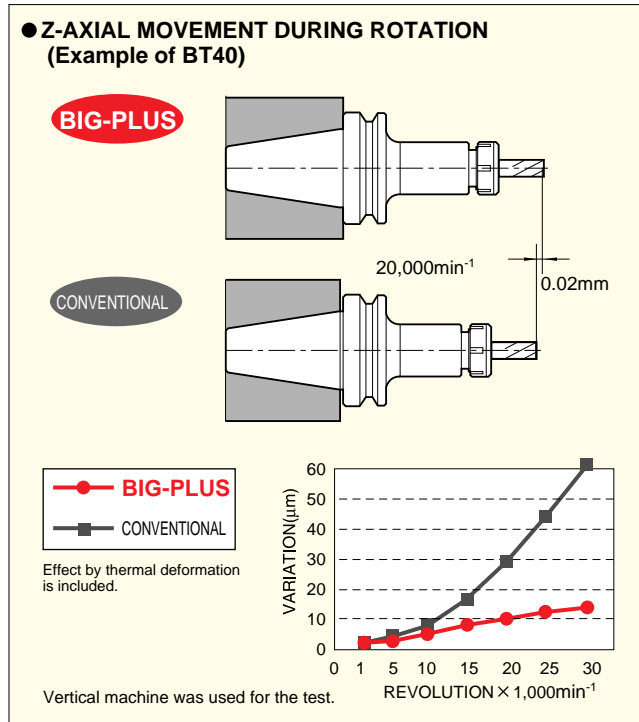 ● Z-AXIAL MOVEMENT DURING ROTATION
(Example of BT40)
BIG-PLUS
20,000min⁻¹
0.02mm
CONVENTIONAL
BIG-PLUS
CONVENTIONAL
Effect by thermal deformation
is included.
VARIATION(μm)
60
50
40
30
20
10
0
0 1 5 10 15 20 25 30
REVOLUTION × 1,000min⁻¹
Vertical machine was used for the test.